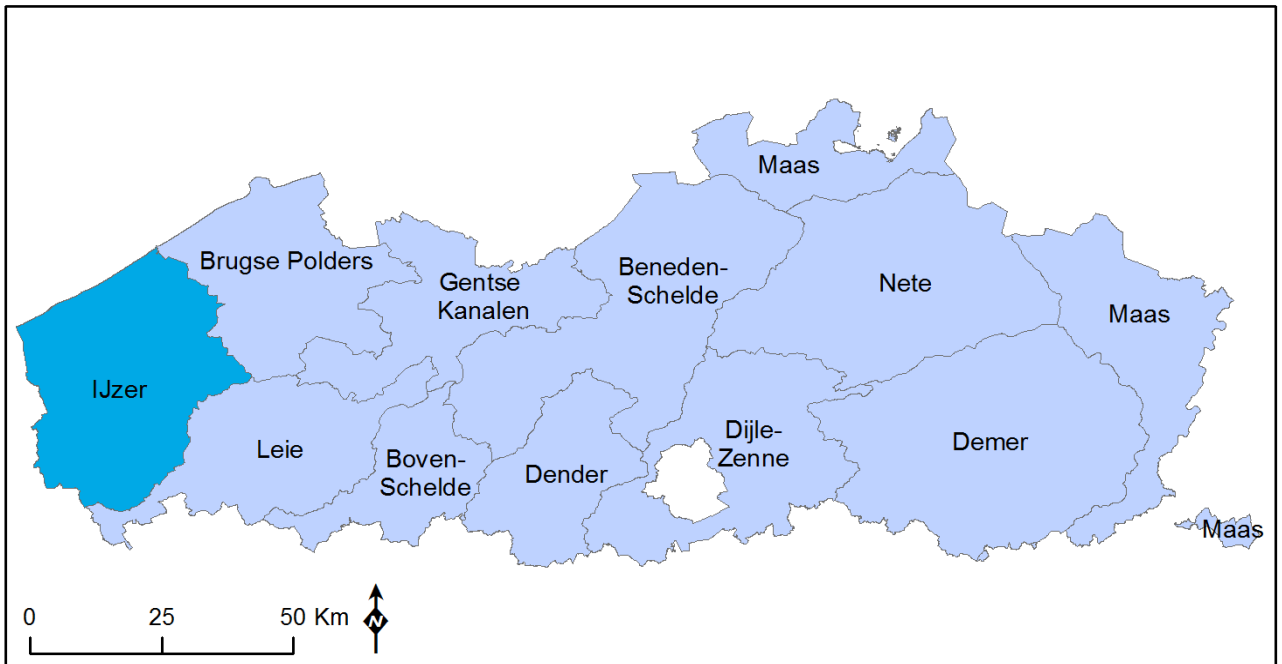 Maas
Brugse Polders
Gentse
Kanalen
Beneden-
Schelde
Nete
Maas
IJzer
Leie
Boven-
Schelde
Dender
Dijle-
Zenne
Demer
Maas
0 25 50 Km
N